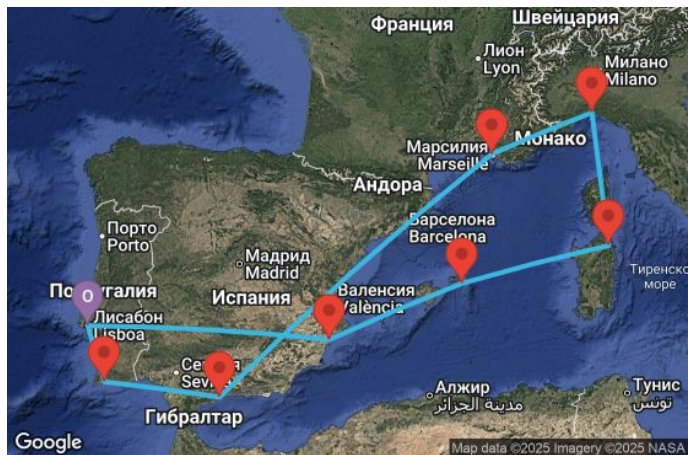 Франция
Швейцария
Лион
Lyon
Милано
Milano
Марсилия
Marseille
Монако
Андора
Барселона
Barcelona
Порто
Porto
Мадрид
Madrid
Тиренско
море
Испания
Валенсия
València
O
Лисабон
Lisboa
Гибралтар
Алжир
مدينة الجزائر
Тунис
تونس
Google
Map data ©2025 Imagery ©2025 NASA